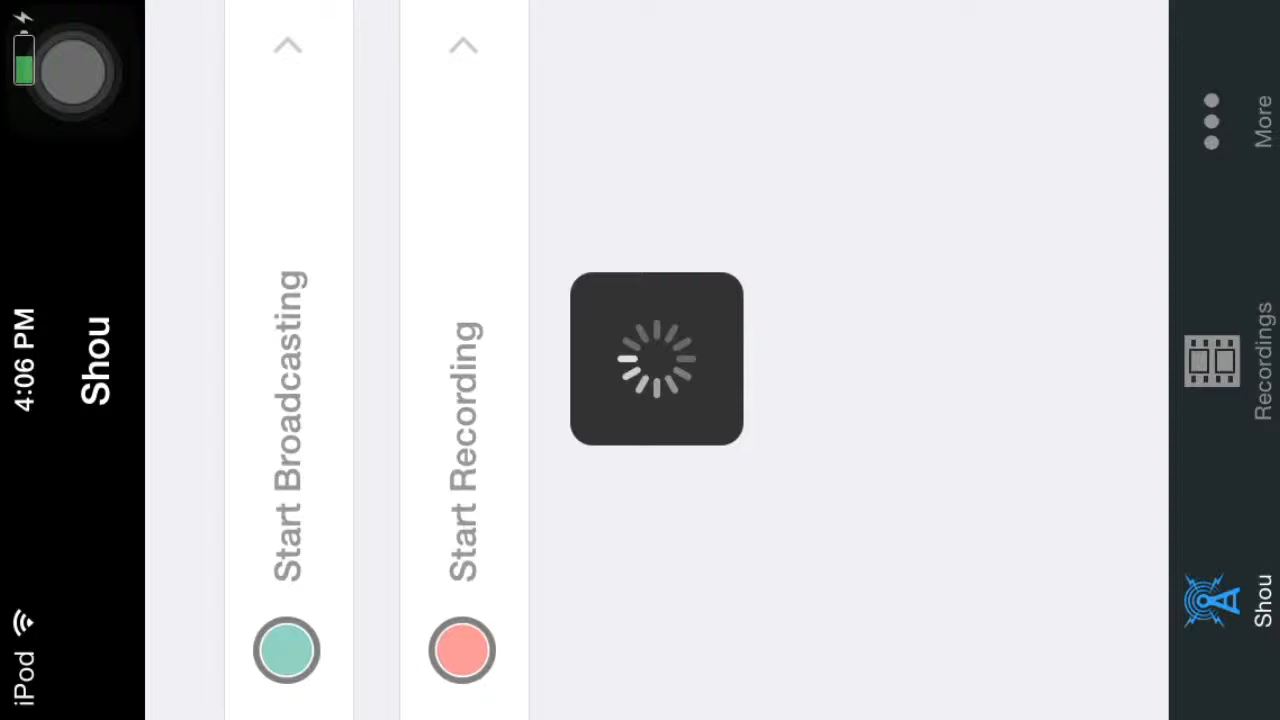 iPod 4:06 PM
Shou
Start Broadcasting
Start Recording
Shou Recordings More